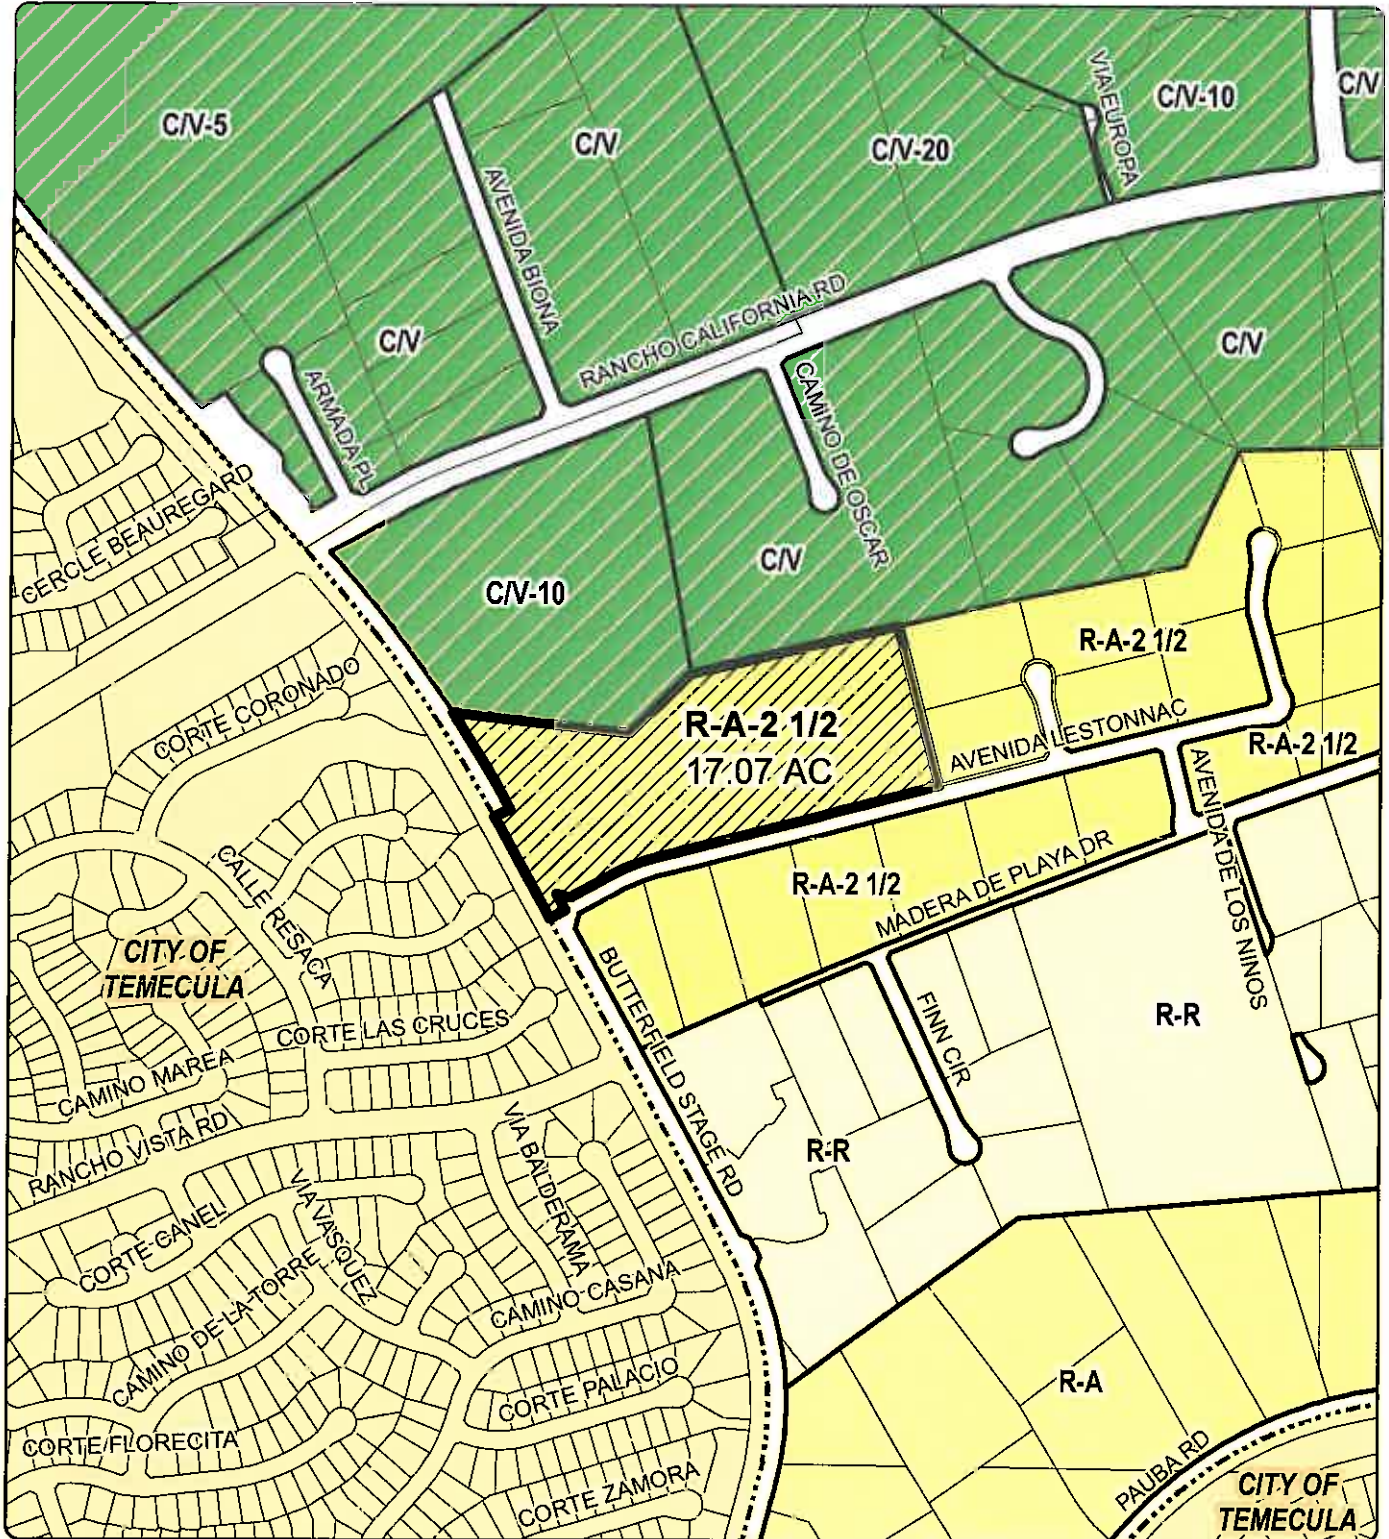 C/V-5
C/V
C/V-20
VIA EUROPA
C/V-10
C/V
AVENIDA BIONA
C/V
ARMADA PL
RANCHO CALIFORNIA RD
CAMINO DE OSCAR
C/V
CERCLE BEAUREGARD
C/V-10
C/V
R-A-2 1/2
CORTE CORONADO
R-A-2 1/2
17.07 AC
AVENIDA LESTONNAC
R-A-2 1/2
AVENIDA DE LOS NINOS
CALLE RESACA
R-A-2 1/2
MADERA DE PLAYA DR
CITY OF
TEMECULA
BUTTERFIELD STAGE RD
FINN CIR
R-R
CORTE LAS CRUCES
CAMINO MAREA
RANCHO VISTA RD
VIA BALDERAMA
R-R
CORTE CANEL
VIA VASQUEZ
CAMINO DE LA TORRE
CAMINO CASANA
CORTE PALACIO
R-A
CORTE FLORECITA
CORTE ZAMORA
PAUBA RD
CITY OF
TEMECULA